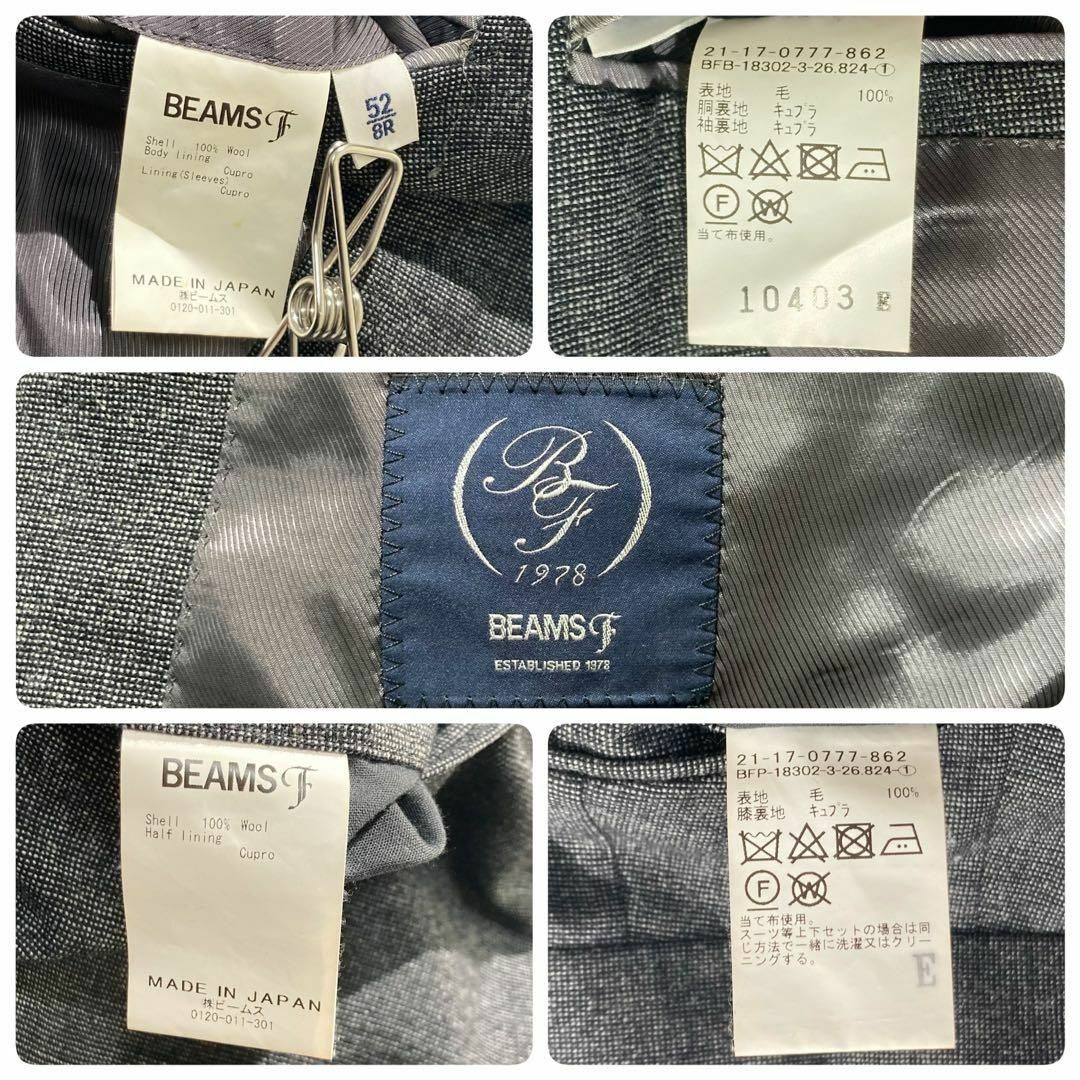 BEAMS F
Shell 100% Wool
Body lining
Cupro
Lining(Sleeves)
Cupro
MADE IN JAPAN
㈱ビームス
0120-011-301
52
8R
21-17-0777-862
BFB-18302-3-26.824-①
表地 毛 100%
胴裏地 キュプラ
袖裏地 キュプラ
F
W
当て布使用。
10403 E
BF
1978
BEAMS F
ESTABLISHED 1978
BEAMS F
Shell 100% Wool
Half lining
Cupro
MADE IN JAPAN
㈱ビームス
0120-011-301
21-17-0777-862
BFP-18302-3-26.824-①
表地 毛 100%
膝裏地 キュプラ
F
W
当て布使用。
スーツ等上下セットの場合は同
じ方法で一緒に洗濯又はクリー
ニングする。
E